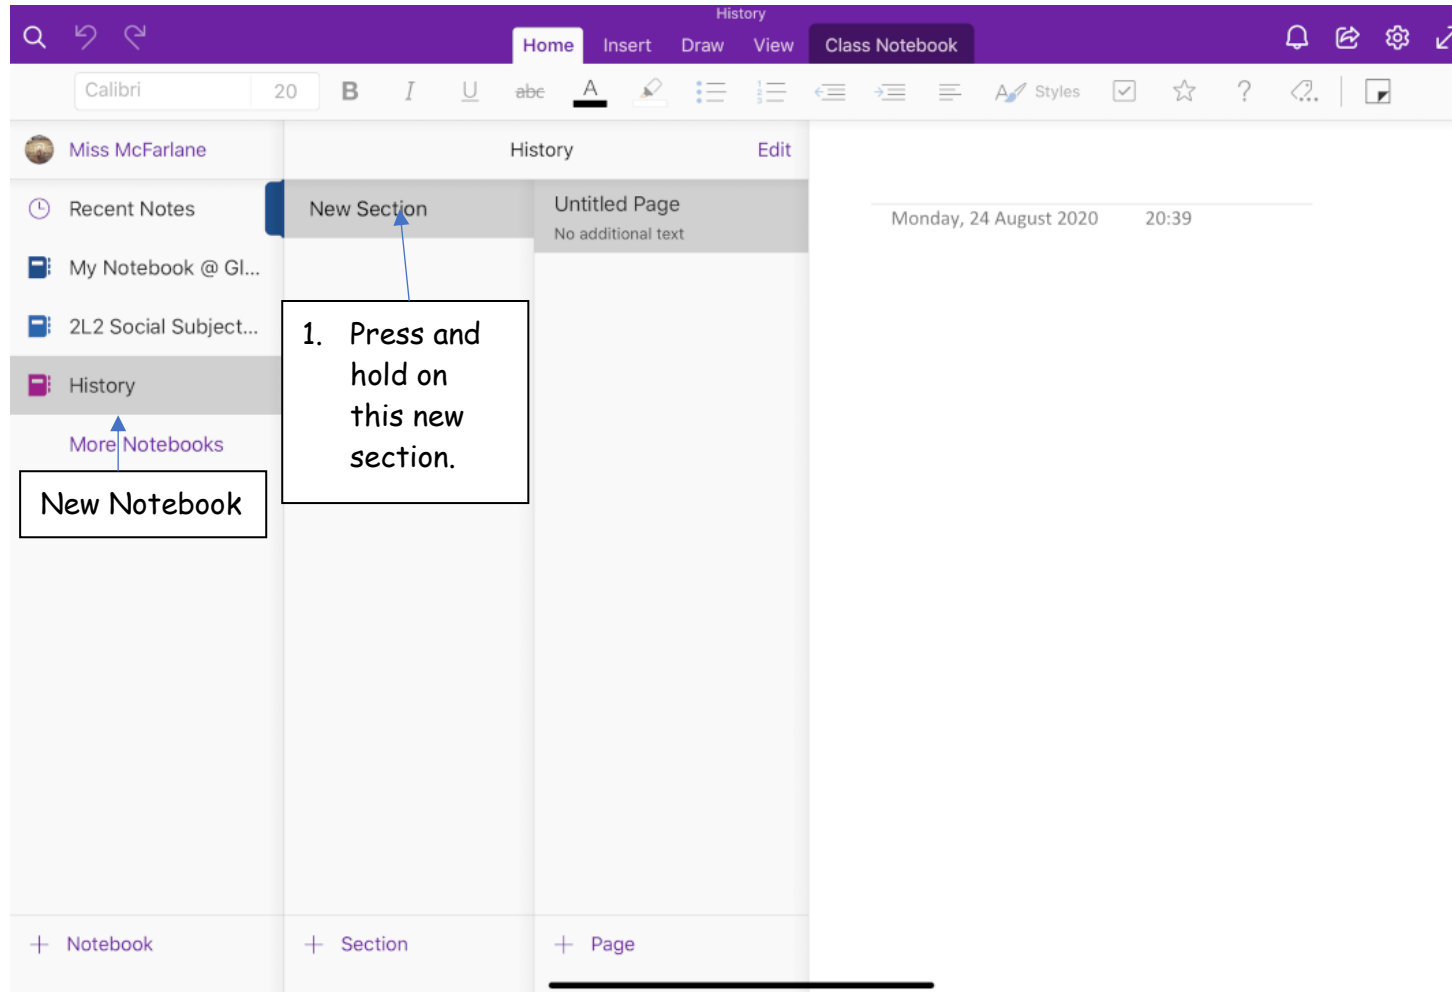 History
Home Insert Draw View Class Notebook
Calibri 20 B I U abc A Styles ?
Miss McFarlane
History Edit
Recent Notes
New Section
Untitled Page
No additional text
Monday, 24 August 2020 20:39
My Notebook @ Gl...
2L2 Social Subject...
History
More Notebooks
New Notebook
1. Press and
hold on
this new
section.
+ Notebook
+ Section
+ Page